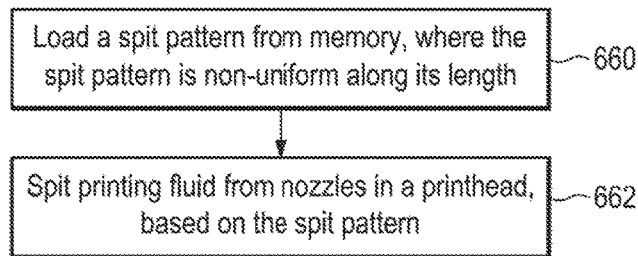 Load a spit pattern from memory, where the
spit pattern is non-uniform along its length
660
Spit printing fluid from nozzles in a printhead,
based on the spit pattern
662